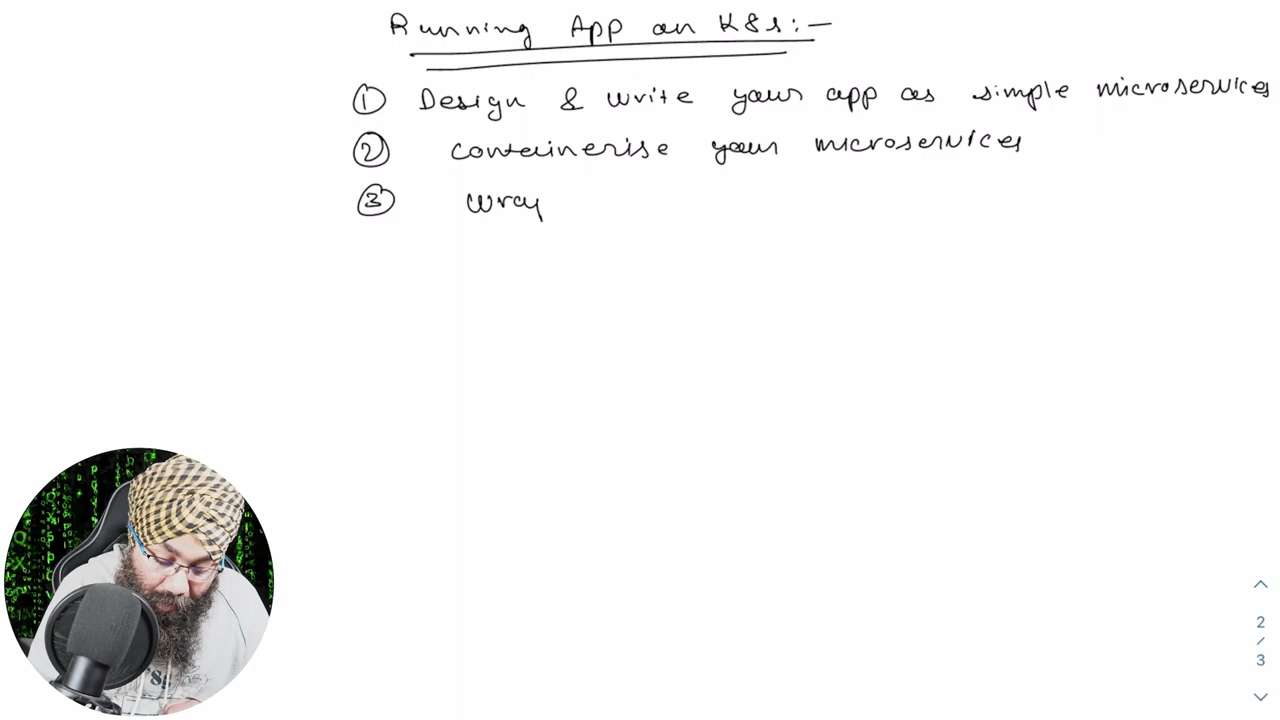 Running App on K8s:-
① Design & write your app as simple microservices
② containerise your microservices
③ wrap
2
/
3